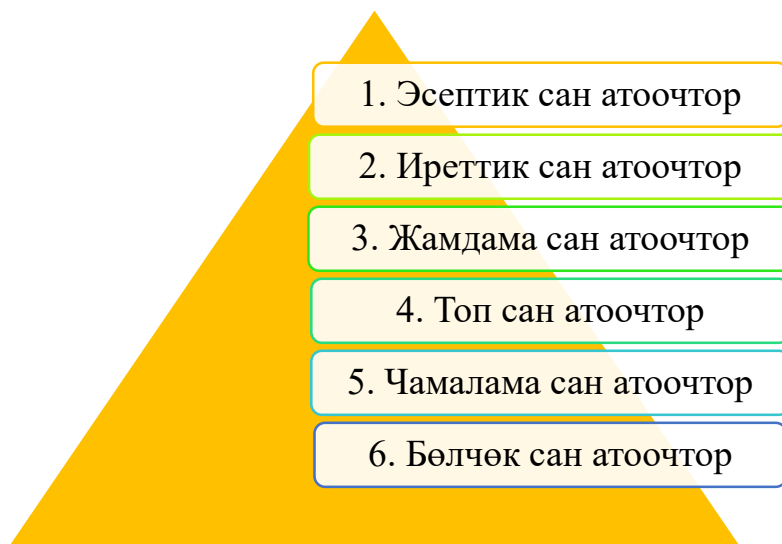 1. Эсептик сан атоочтор
2. Иреттик сан атоочтор
3. Жамдама сан атоочтор
4. Топ сан атоочтор
5. Чамалама сан атоочтор
6. Бөлчөк сан атоочтор